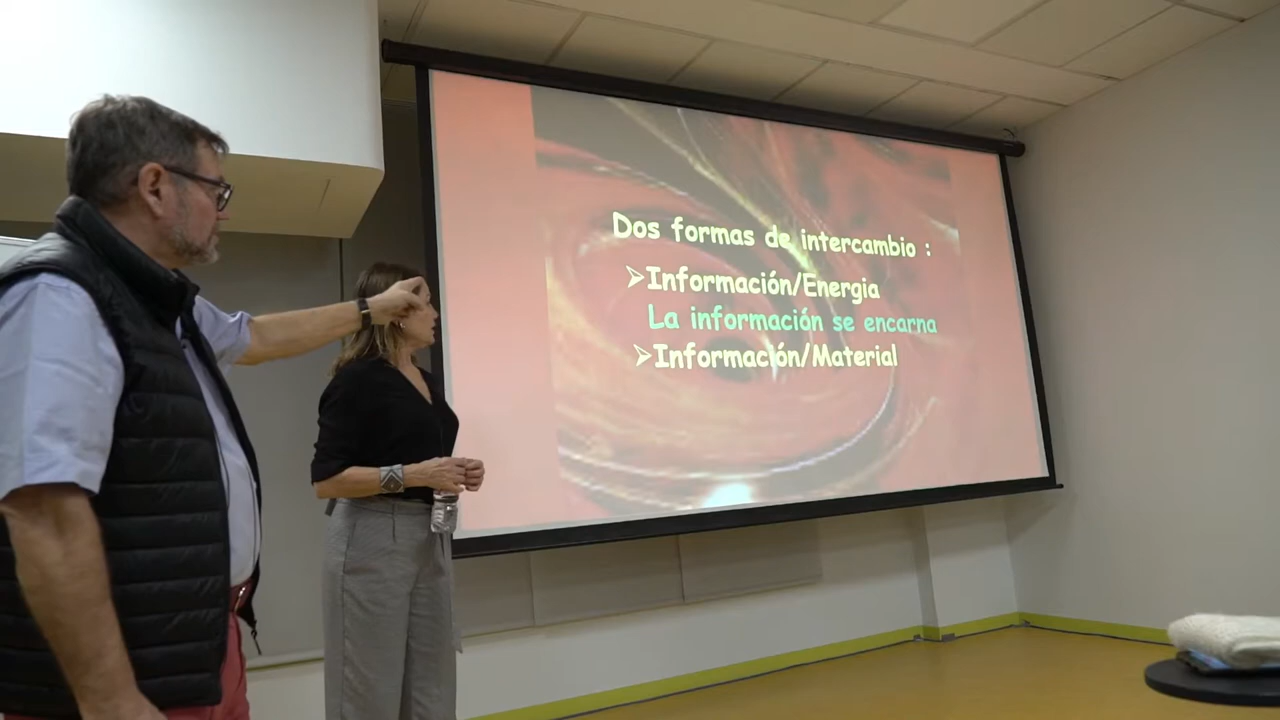 Dos formas de intercambio :
➢Información/Energia
La información se encarna
➢Información/Material